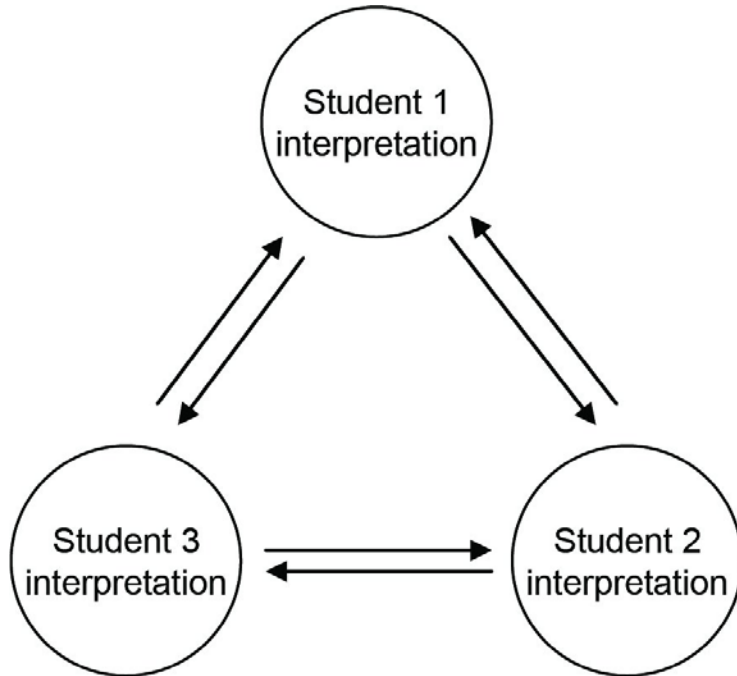 Student 1
interpretation
Student 3
interpretation
Student 2
interpretation